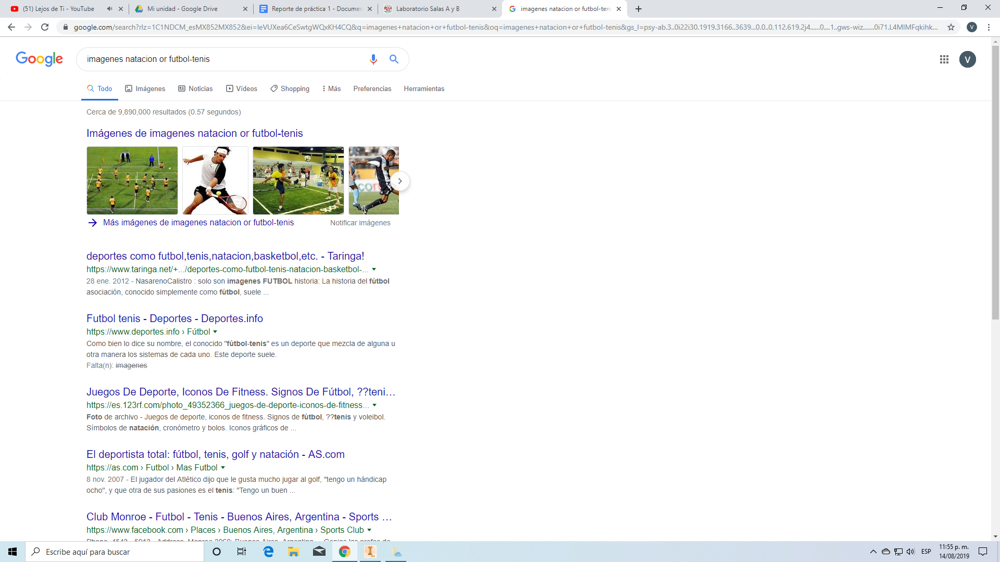 (51) Lejos de Ti - YouTube
Mi unidad - Google Drive
Reporte de práctica 1 - Documen
Laboratorio Salas A y B
imagenes natacion or futbol-teni
google.com/search?rlz=1C1NDCM_esMX852MX852&ei=leVUXea6CeSwtgWQxKH4CQ&q=imagenes+natacion+or+futbol-tenis&oq=imagenes+natacion+or+futbol-tenis&gs_l=psy-ab.3..0i22i30.1919.3166..3639...0.0..0.112.619.2j4......0....1..gws-wiz.......0i71.L4MlMFqkihk...
V
Google
imagenes natacion or futbol-tenis
V
Todo
Imágenes
Noticias
Vídeos
Shopping
Más
Preferencias
Herramientas
Cerca de 9,890,000 resultados (0.57 segundos)
Imágenes de imagenes natacion or futbol-tenis
Más imágenes de imagenes natacion or futbol-tenis
Notificar imágenes
deportes como futbol,tenis,natacion,basketbol,etc. - Taringa!
https://www.taringa.net/+.../deportes-como-futbol-tenis-natacion-basketbol-...
28 ene. 2012 - NasarenoCalistro : solo son imagenes FUTBOL historia: La historia del fútbol
asociación, conocido simplemente como fútbol, suele ...
Futbol tenis - Deportes - Deportes.info
https://www.deportes.info › Fútbol
Como bien lo dice su nombre, el conocido "fútbol-tenis" es un deporte que mezcla de alguna u
otra manera los sistemas de cada uno. Este deporte suele.
Falta(n): imagenes
Juegos De Deporte, Iconos De Fitness. Signos De Fútbol, ??teni...
https://es.123rf.com/photo_49352366_juegos-de-deporte-iconos-de-fitness...
Foto de archivo - Juegos de deporte, iconos de fitness. Signos de fútbol, ??tenis y voleibol.
Símbolos de natación, cronómetro y bolos. Iconos gráficos de ...
El deportista total: fútbol, tenis, golf y natación - AS.com
https://as.com › Futbol › Mas Futbol
8 nov. 2007 - El jugador del Atlético dijo que le gusta mucho jugar al golf, "tengo un hándicap
ocho", y que otra de sus pasiones es el tenis: "Tengo un buen ...
Club Monroe - Futbol - Tenis - Buenos Aires, Argentina - Sports ...
https://www.facebook.com › Places › Buenos Aires, Argentina › Sports Club
Escribe aquí para buscar
ESP
11:55 p. m.
14/08/2019